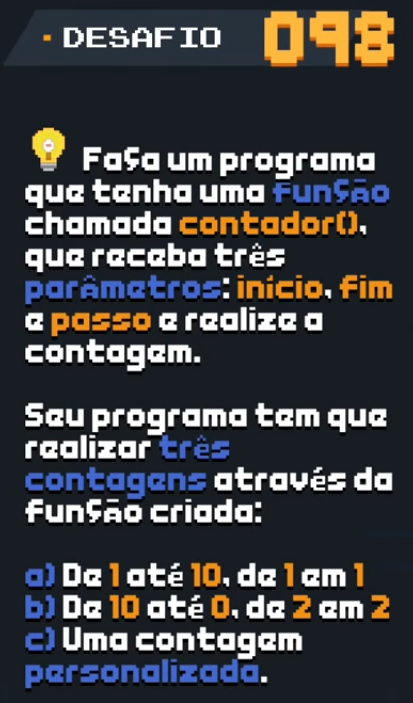 DESAFIO 098
Faça um programa
que tenha uma função
chamada contador(),
que receba três
parâmetros: início, fim
e passo e realize a
contagem.
Seu programa tem que
realizar três
contagens através da
função criada:
a) De 1 até 10, de 1 em 1
b) De 10 até 0, de 2 em 2
c) Uma contagem
personalizada.